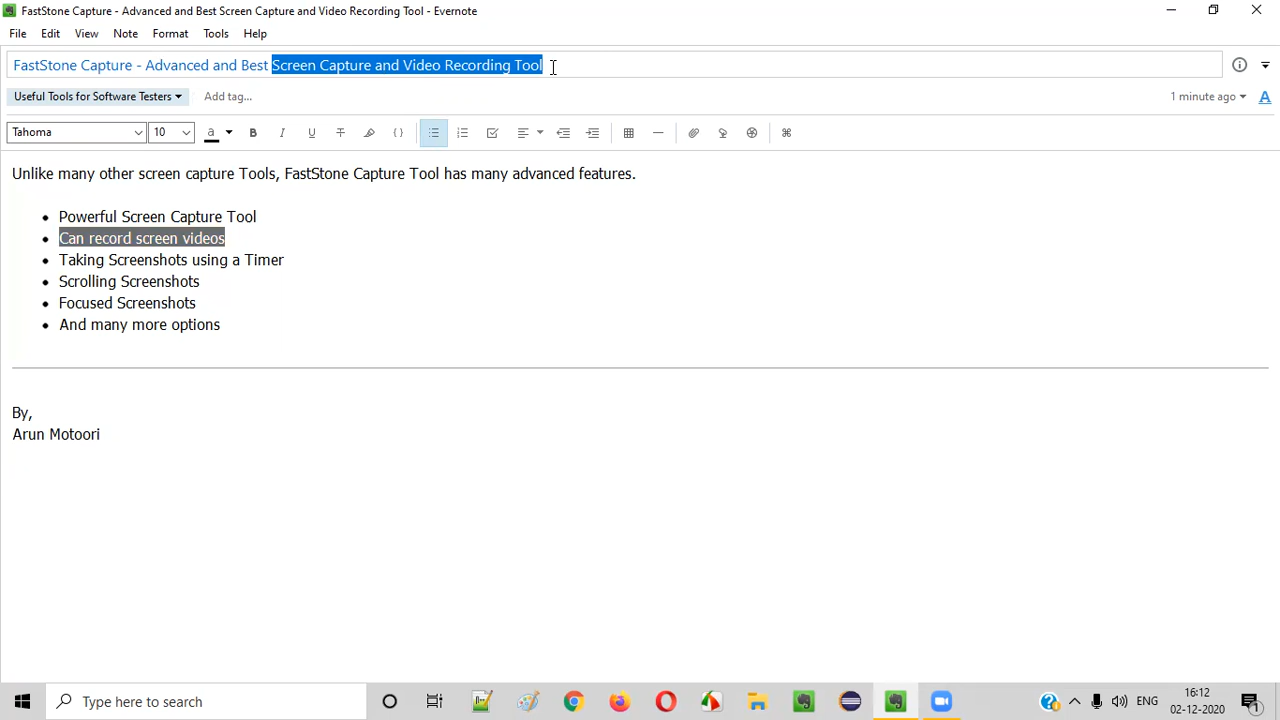 FastStone Capture - Advanced and Best Screen Capture and Video Recording Tool - Evernote
File Edit View Note Format Tools Help
FastStone Capture - Advanced and Best Screen Capture and Video Recording Tool
Useful Tools for Software Testers Add tag... 1 minute ago
Tahoma 10
Unlike many other screen capture Tools, FastStone Capture Tool has many advanced features.
Powerful Screen Capture Tool
Can record screen videos
Taking Screenshots using a Timer
Scrolling Screenshots
Focused Screenshots
And many more options
By,
Arun Motoori
Type here to search
ENG
16:12
02-12-2020